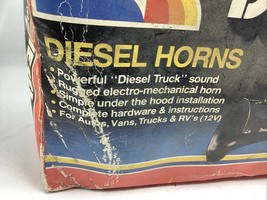 DIESEL HORNS
• Powerful "Diesel Truck" sound
• Rugged electro-mechanical horn
• Simple under the hood installation
• Complete hardware & instructions
• For Autos, Vans, Trucks & RV's (12V)